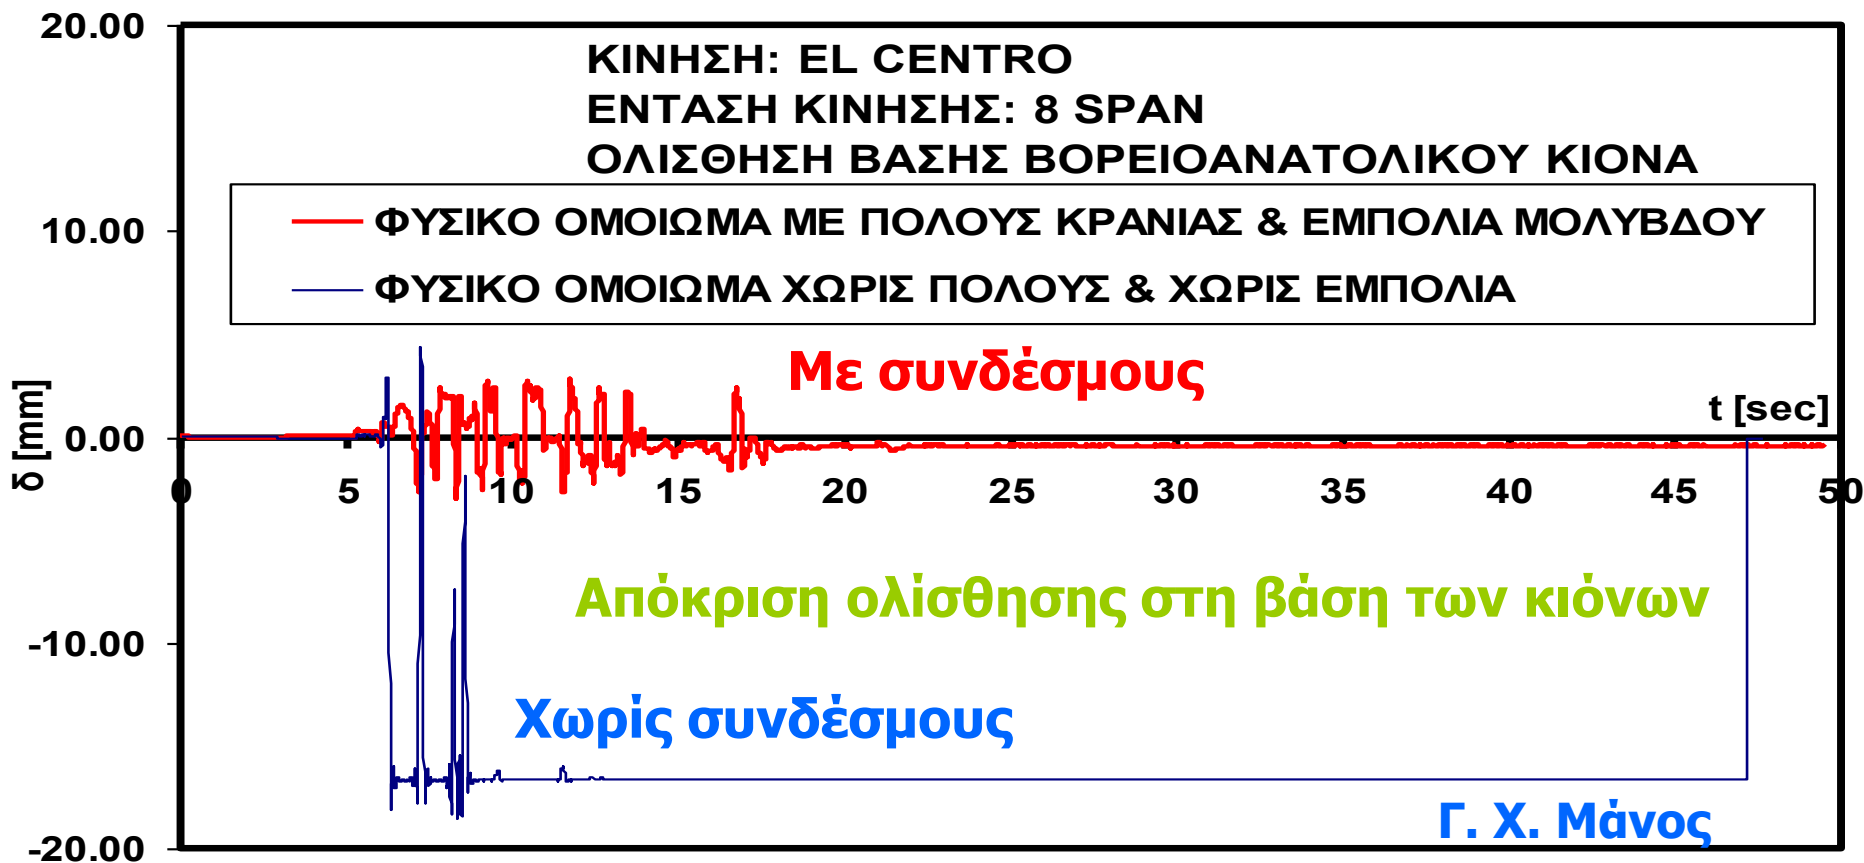 20.00
ΚΙΝΗΣΗ: EL CENTRO
ΕΝΤΑΣΗ ΚΙΝΗΣΗΣ: 8 SPAN
ΟΛΙΣΘΗΣΗ ΒΑΣΗΣ ΒΟΡΕΙΟΑΝΑΤΟΛΙΚΟΥ ΚΙΟΝΑ
10.00
ΦΥΣΙΚΟ ΟΜΟΙΩΜΑ ΜΕ ΠΟΛΟΥΣ ΚΡΑΝΙΑΣ & ΕΜΠΟΛΙΑ ΜΟΛΥΒΔΟΥ
ΦΥΣΙΚΟ ΟΜΟΙΩΜΑ ΧΩΡΙΣ ΠΟΛΟΥΣ & ΧΩΡΙΣ ΕΜΠΟΛΙΑ
Με συνδέσμους
t [sec]
δ [mm]
0.00
0 5 10 15 20 25 30 35 40 45 50
Απόκριση ολίσθησης στη βάση των κιόνων
-10.00
Χωρίς συνδέσμους
Γ. Χ. Μάνος
-20.00